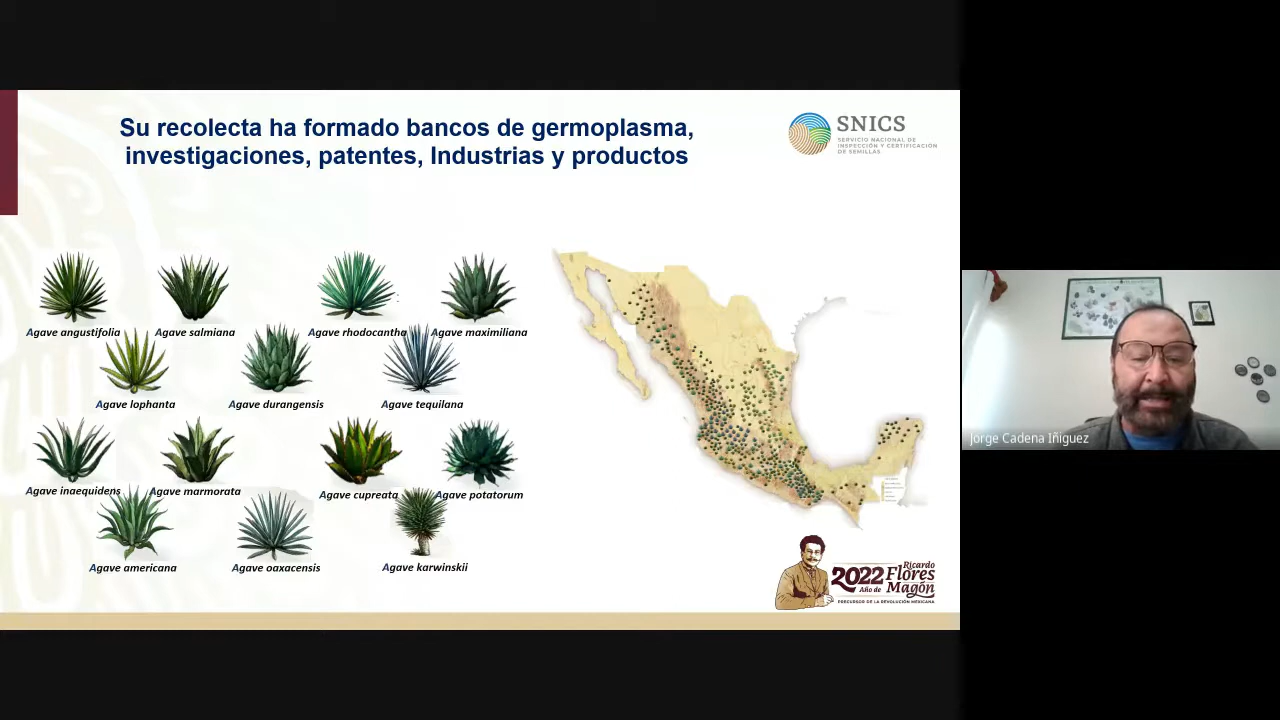 Su recolecta ha formado bancos de germoplasma,
investigaciones, patentes, Industrias y productos
SNICS
SERVICIO NACIONAL DE
INSPECCIÓN Y CERTIFICACIÓN
DE SEMILLAS
Agave angustifolia
Agave salmiana
Agave rhodocantha
Agave maximiliana
Agave lophanta
Agave durangensis
Agave tequilana
Agave inaequidens
Agave marmorata
Agave cupreata
Agave potatorum
Agave americana
Agave oaxacensis
Agave karwinskii
2022
Año de
Ricardo
Flores
Magón
PRECURSOR DE LA REVOLUCIÓN MEXICANA
Jorge Cadena Iñiguez